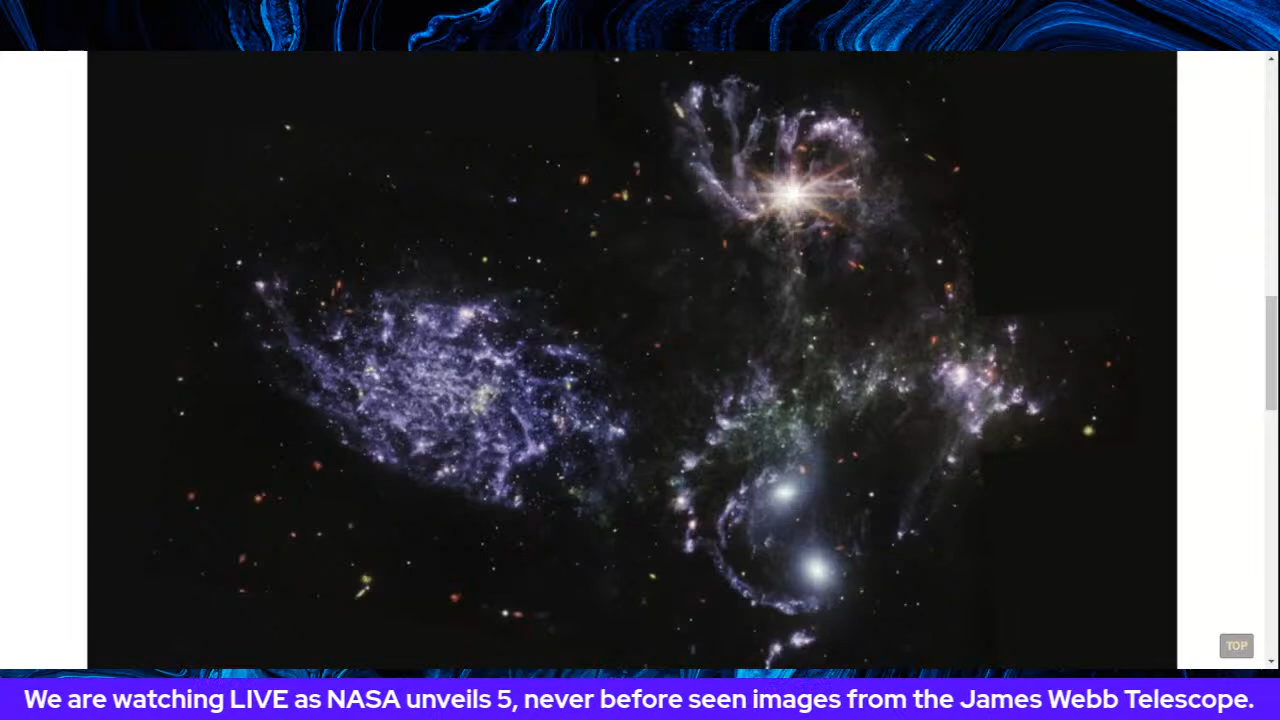 TOP
We are watching LIVE as NASA unveils 5, never before seen images from the James Webb Telescope.